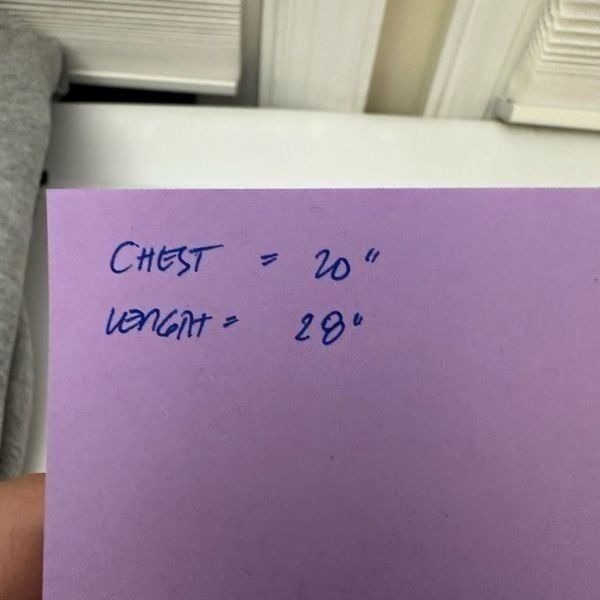 CHEST = 20"
LENGTH = 28"